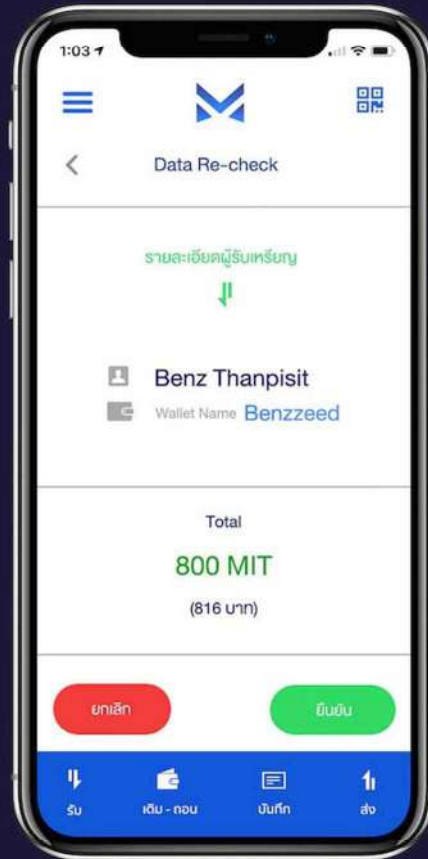 1:03
Data Re-check
รายละเอียดผู้รับเหรียญ
Benz Thanpisit
Wallet Name Benzzeed
Total
800 MIT
(816 บาท)
ยกเลิก ยืนยัน
รับ เติม - ถอน บันทึก ส่ง